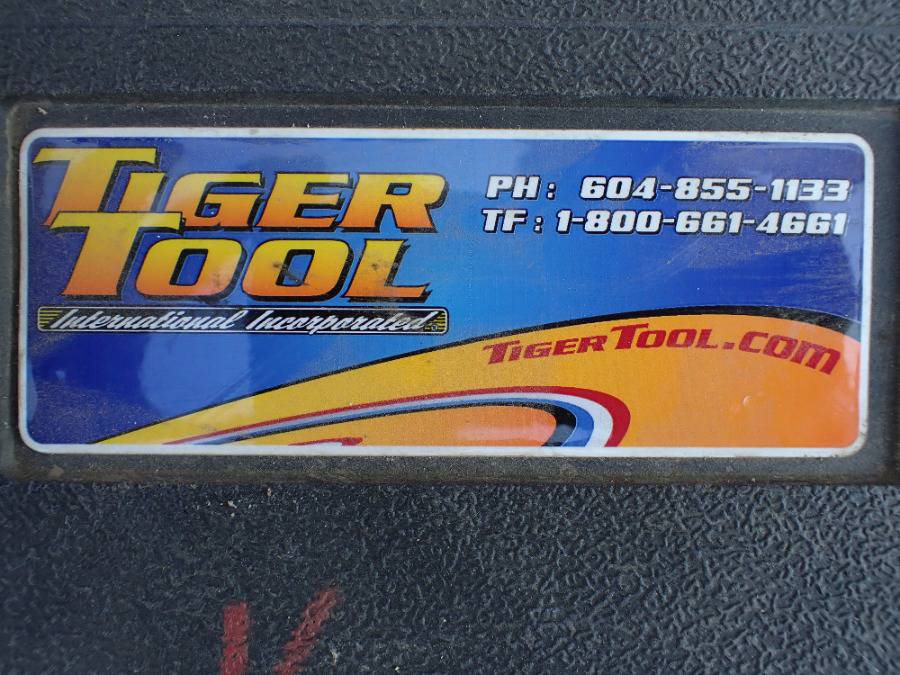 TIGER
TOOL
International Incorporated
PH: 604-855-1133
TF: 1-800-661-4661
TIGERTOOL.COM